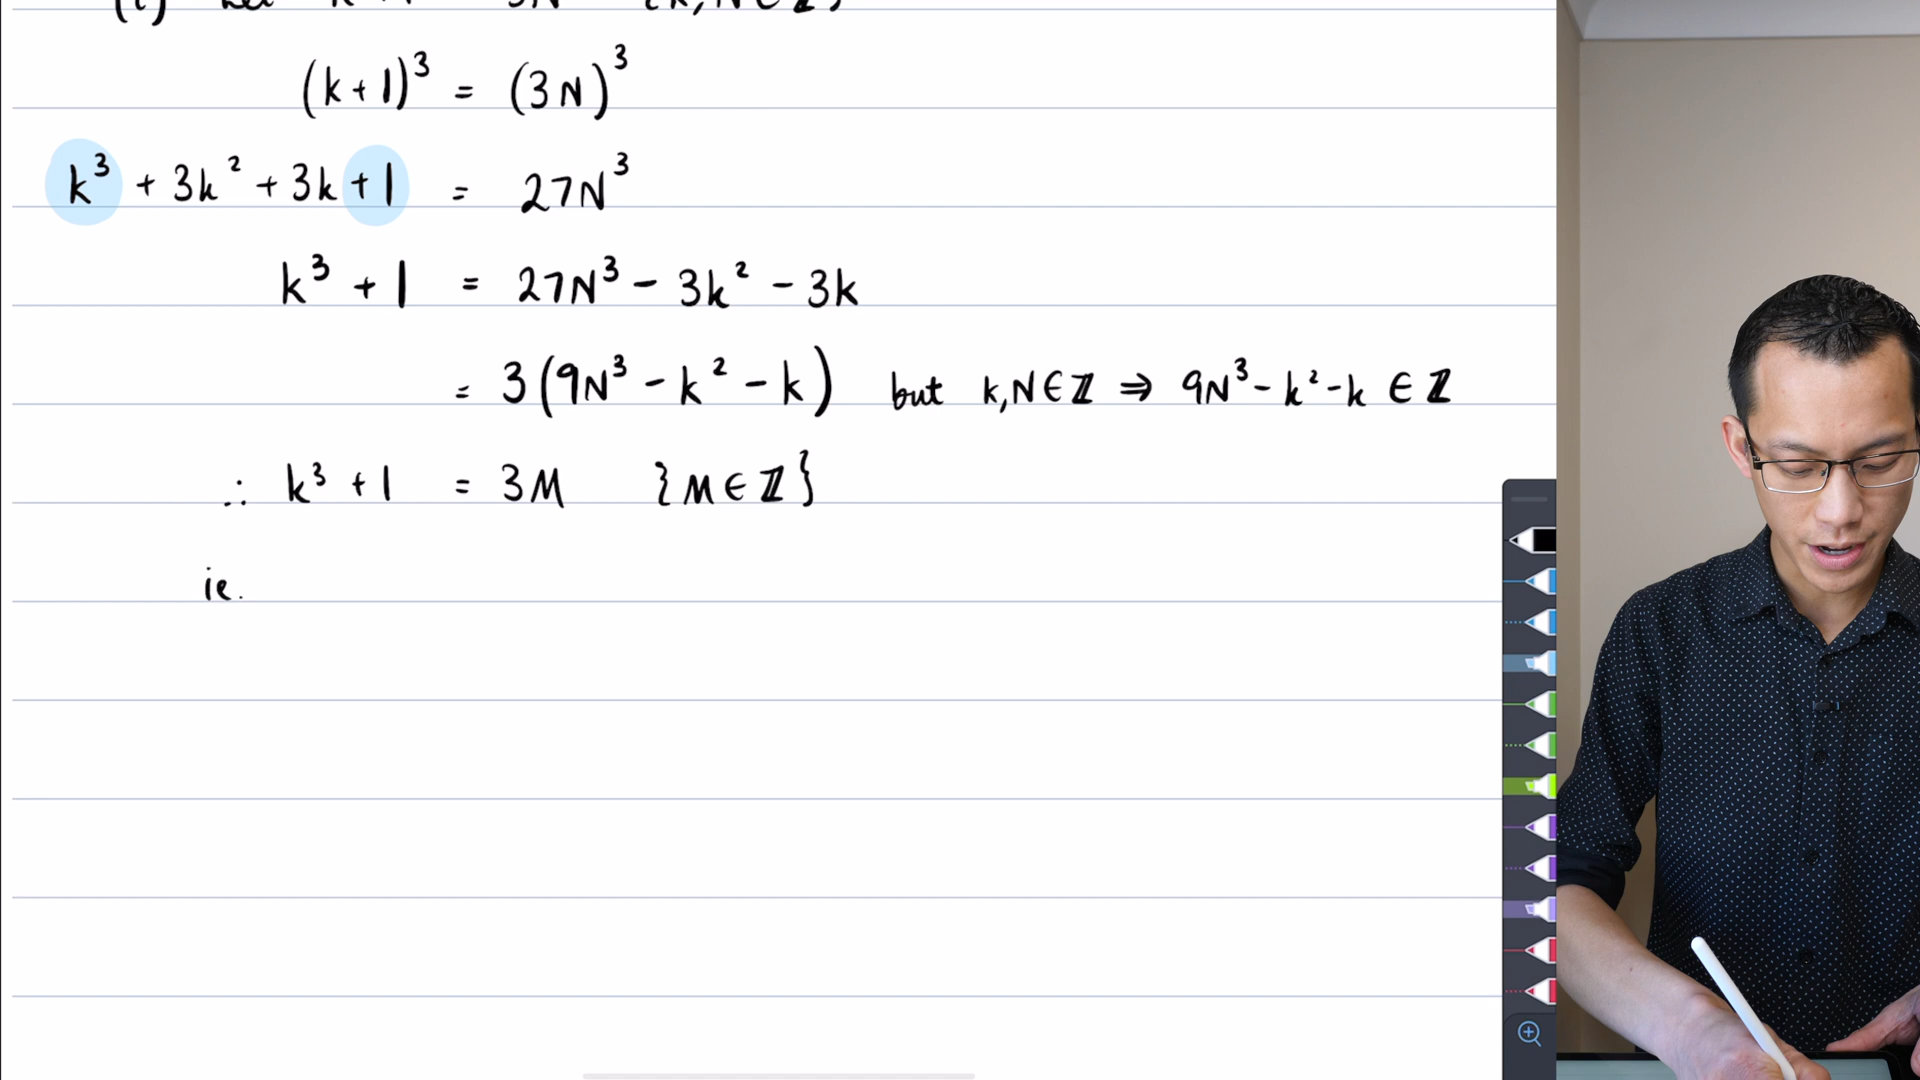 (k+1)³ = (3N)³
k³ + 3k² + 3k + 1 = 27N³
k³ + 1 = 27N³ - 3k² - 3k
= 3(9N³ - k² - k) but k,N∈ℤ ⇒ 9N³ - k² - k ∈ ℤ
∴ k³ + 1 = 3M {M∈ℤ}
ie.